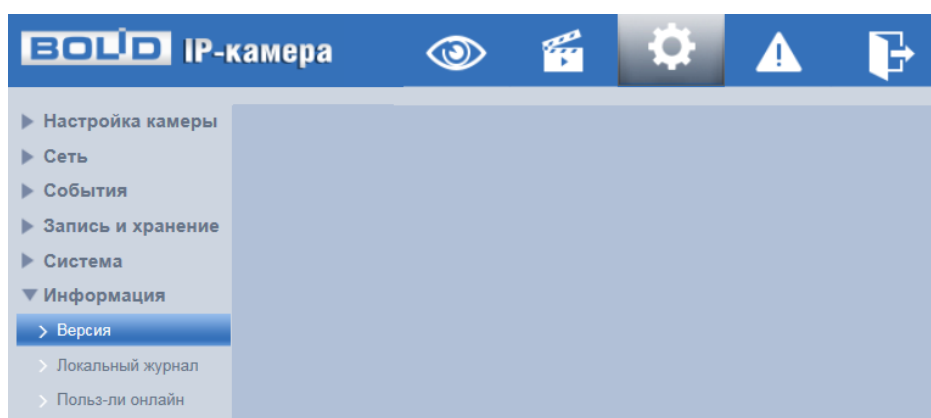 BOLID IP-камера
Настройка камеры
Сеть
События
Запись и хранение
Система
Информация
Версия
Локальный журнал
Польз-ли онлайн